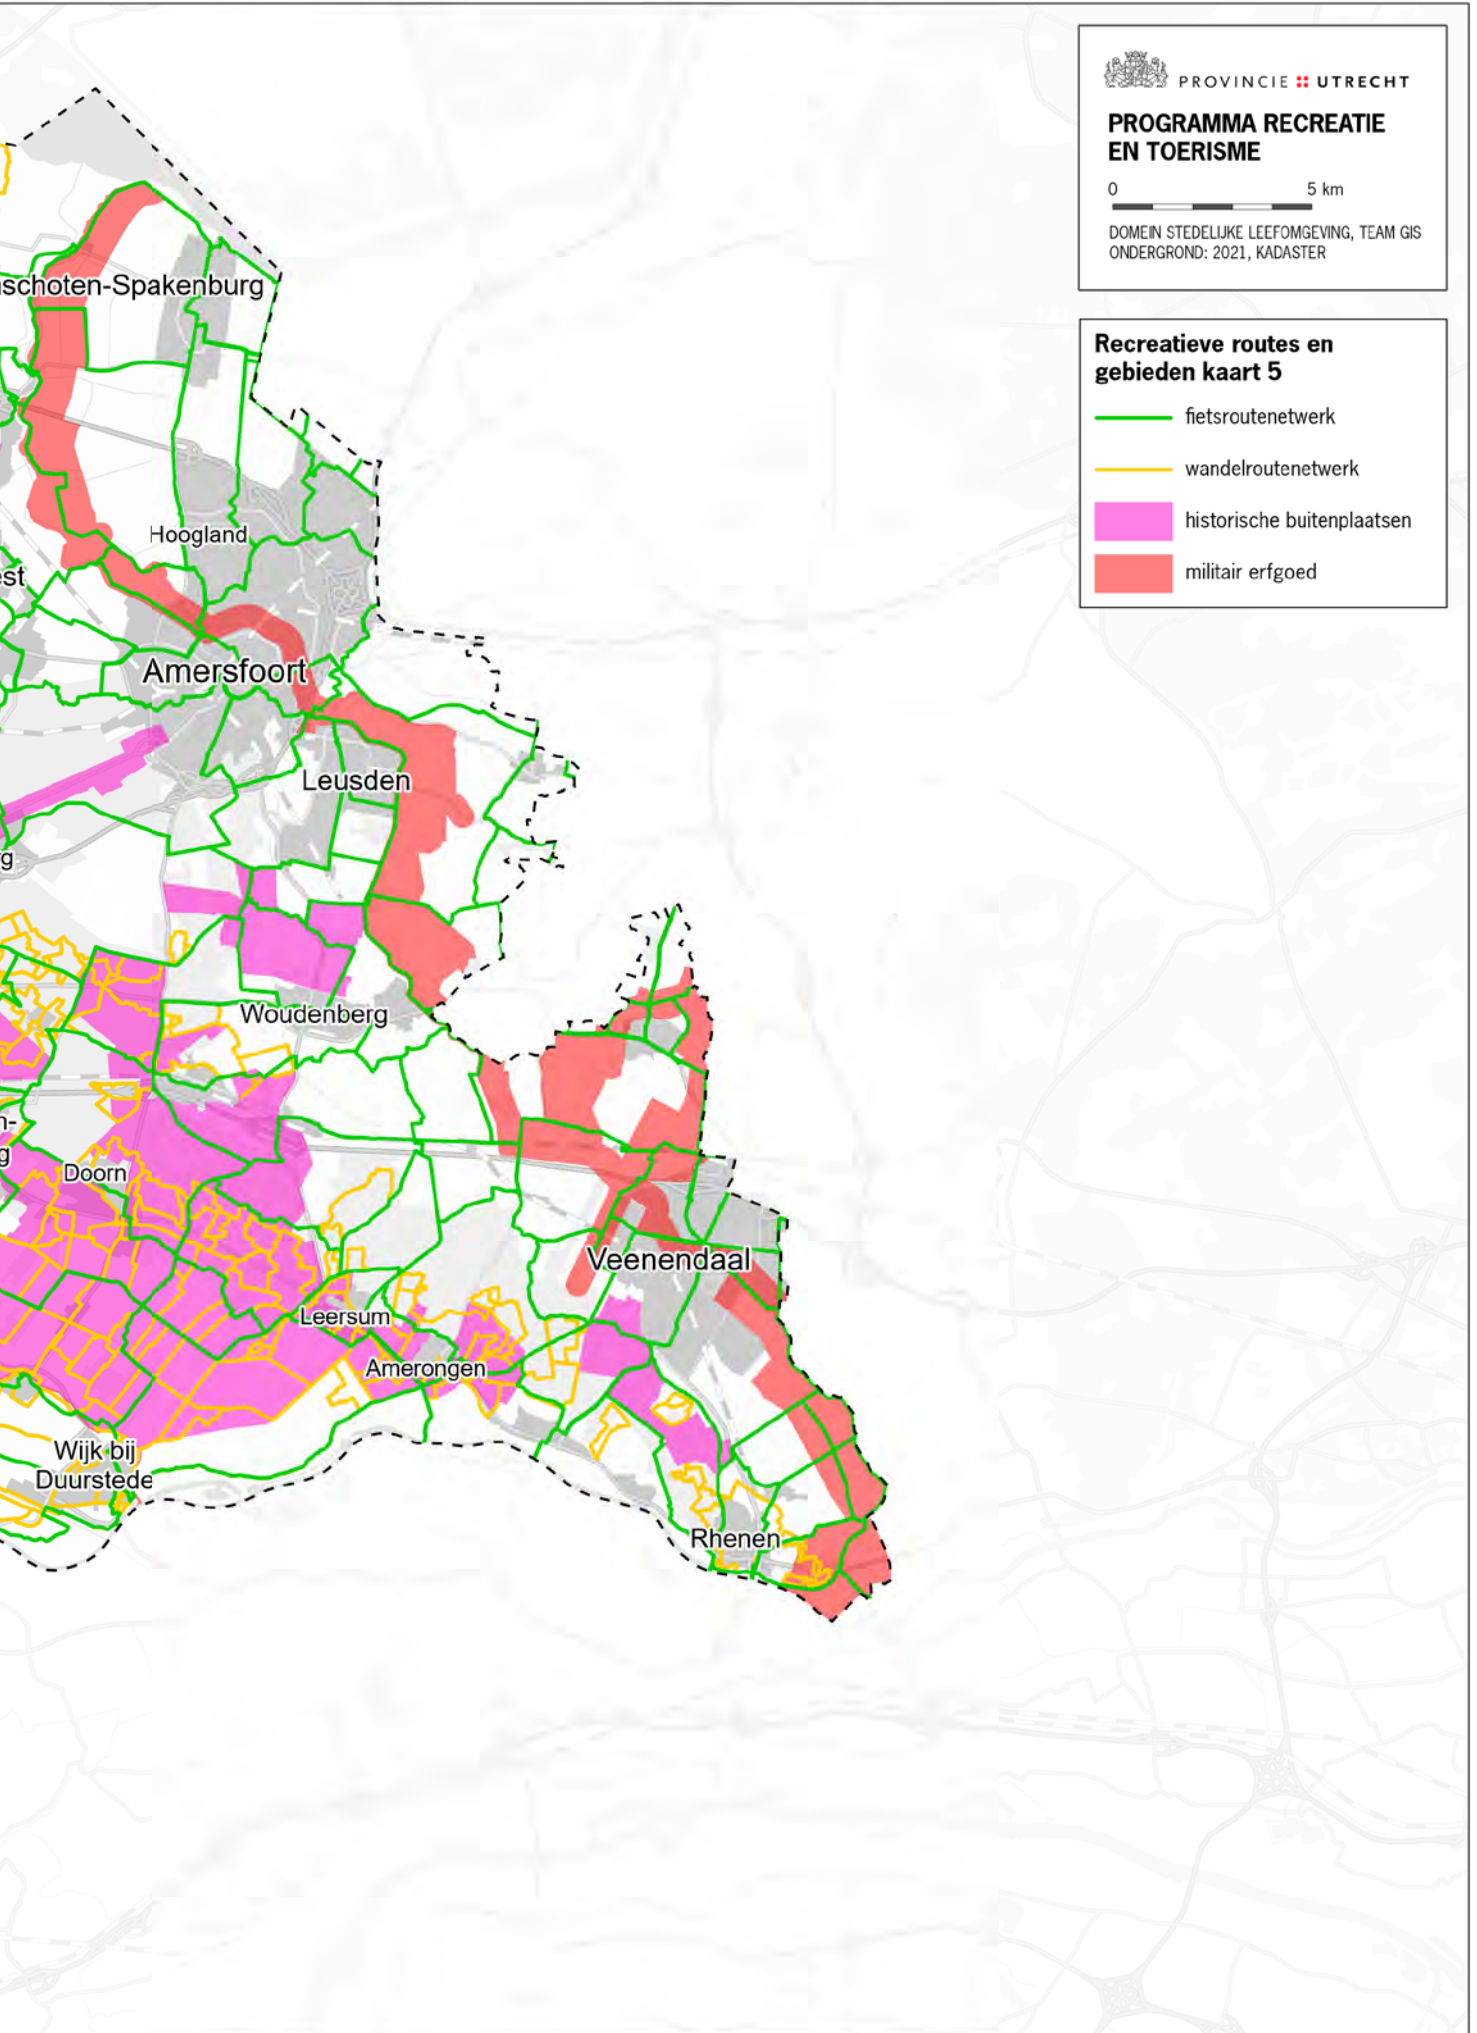 PROVINCIE UTRECHT
PROGRAMMA RECREATIE
EN TOERISME
0 5 km
DOMEIN STEDELIJKE LEEFOMGEVING, TEAM GIS
ONDERGROND: 2021, KADASTER
Recreatieve routes en
gebieden kaart 5
fietsroutenetwerk
wandelroutenetwerk
historische buitenplaatsen
militair erfgoed
schoten-Spakenburg
Hoogland
est
Amersfoort
Leusden
g
Woudenberg
n-
g
Doorn
Veenendaal
Leersum
Amerongen
Wijk bij
Duurstede
Rhenen